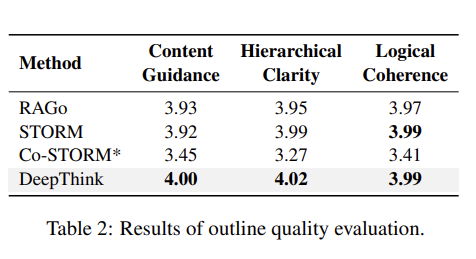 Method Content Guidance Hierarchical Clarity Logical Coherence
RAGo 3.93 3.95 3.97
STORM 3.92 3.99 3.99
Co-STORM* 3.45 3.27 3.41
DeepThink 4.00 4.02 3.99
Table 2: Results of outline quality evaluation.